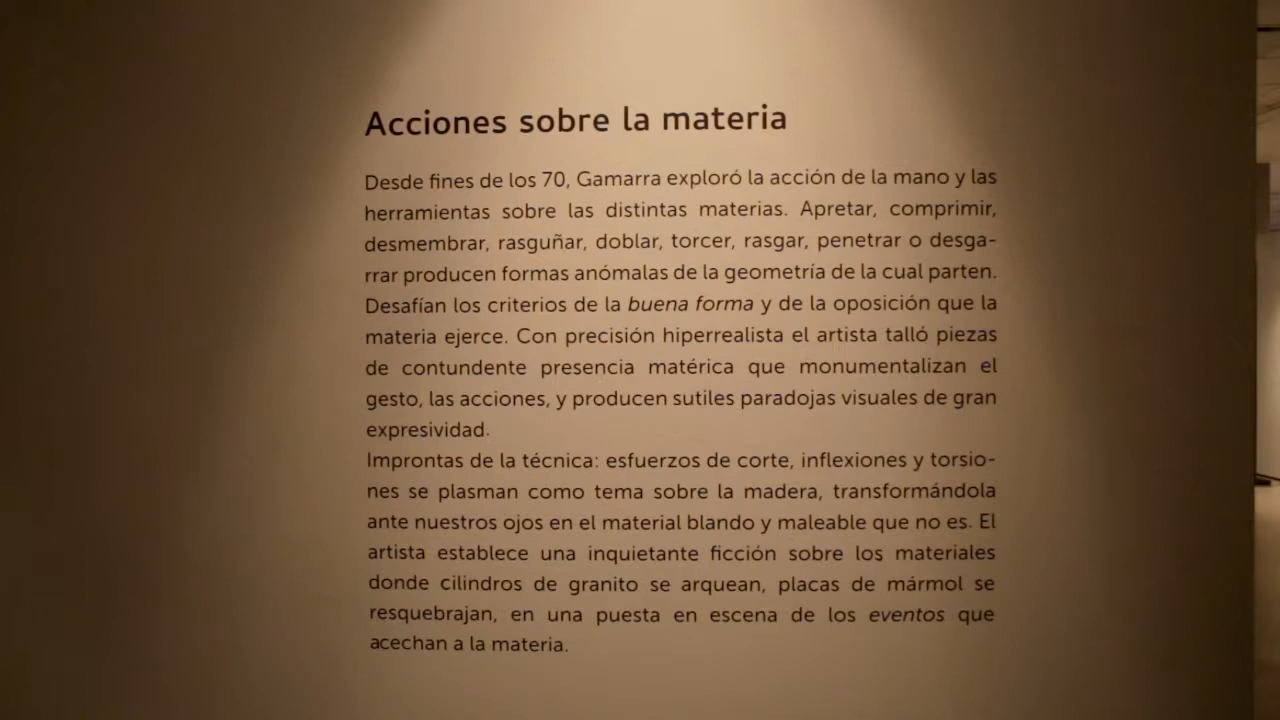 Acciones sobre la materia
Desde fines de los 70, Gamarra exploró la acción de la mano y las
herramientas sobre las distintas materias. Apretar, comprimir,
desmembrar, rasguñar, doblar, torcer, rasgar, penetrar o desga-
rrar producen formas anómalas de la geometría de la cual parten.
Desafían los criterios de la buena forma y de la oposición que la
materia ejerce. Con precisión hiperrealista el artista talló piezas
de contundente presencia matérica que monumentalizan el
gesto, las acciones, y producen sutiles paradojas visuales de gran
expresividad.
Improntas de la técnica: esfuerzos de corte, inflexiones y torsio-
nes se plasman como tema sobre la madera, transformándola
ante nuestros ojos en el material blando y maleable que no es. El
artista establece una inquietante ficción sobre los materiales
donde cilindros de granito se arquean, placas de mármol se
resquebrajan, en una puesta en escena de los eventos que
acechan a la materia.